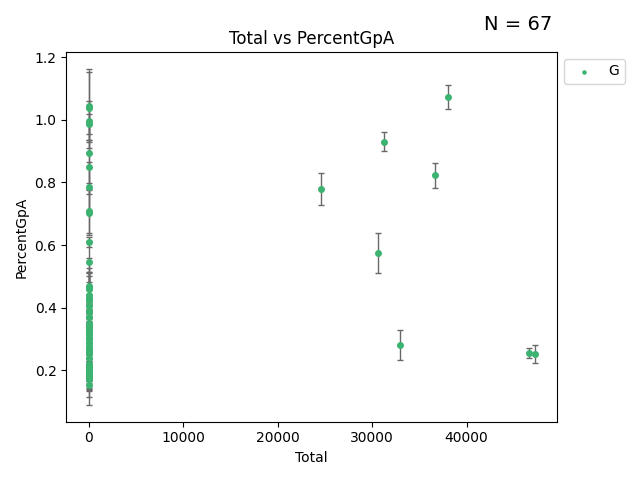 N = 67
Total vs PercentGpA
G
PercentGpA
1.2
1.0
0.8
0.6
0.4
0.2
0 10000 20000 30000 40000
Total